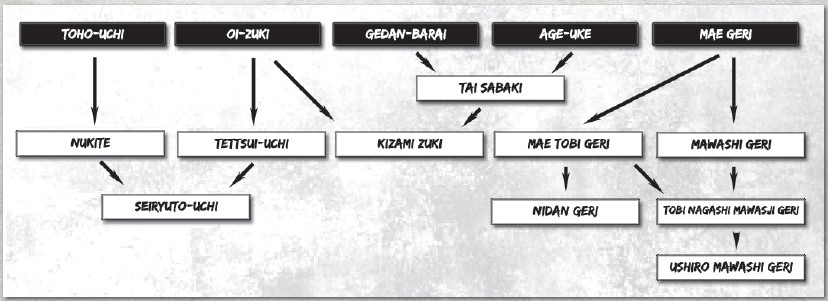 TOHO-UCHI
OI-ZUKI
GEDAN-BARAI
AGE-UKE
MAE GERI
TAI SABAKI
NUKITE
TETTSUI-UCHI
KIZAMI ZUKI
MAE TOBI GERI
MAWASHI GERI
SEIRYUTO-UCHI
NIDAN GERI
TOBI NAGASHI MAWASJI GERI
USHIRO MAWASHI GERI